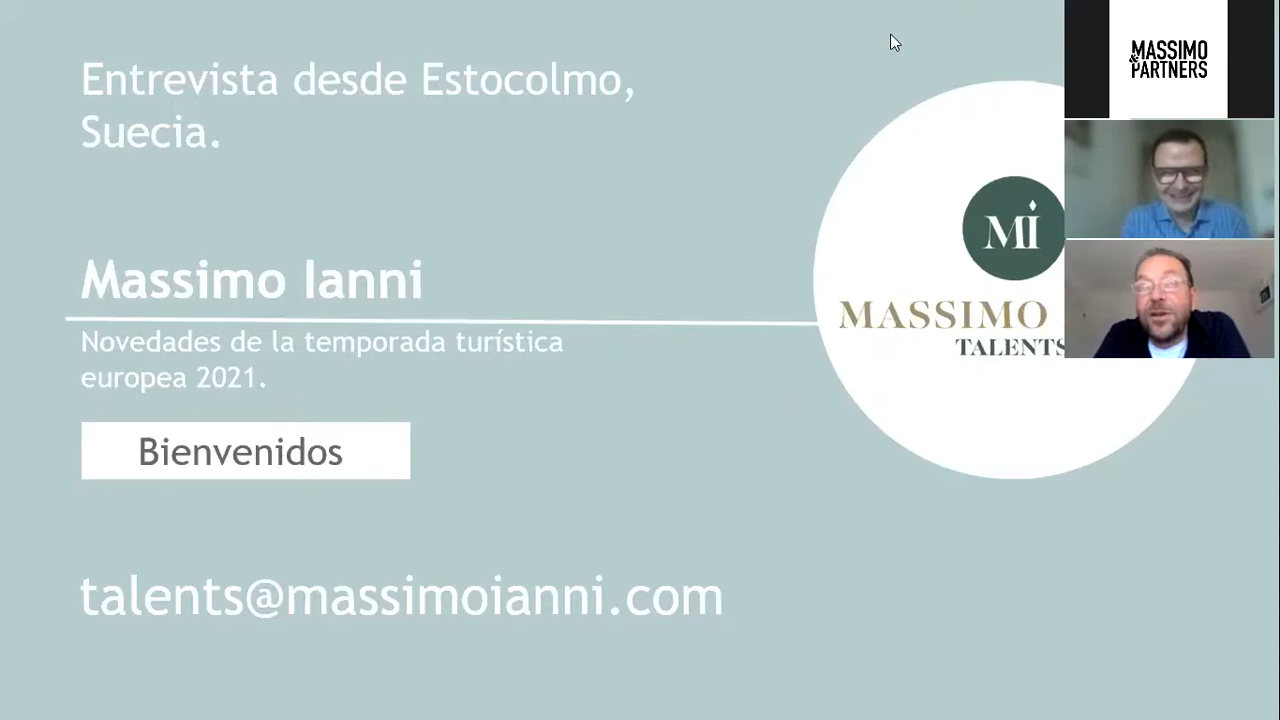 Entrevista desde Estocolmo,
Suecia.
Massimo Ianni
Novedades de la temporada turística
europea 2021.
Bienvenidos
talents@massimoianni.com
MI
MASSIMO
TALENTS
MASSIMO
&PARTNERS